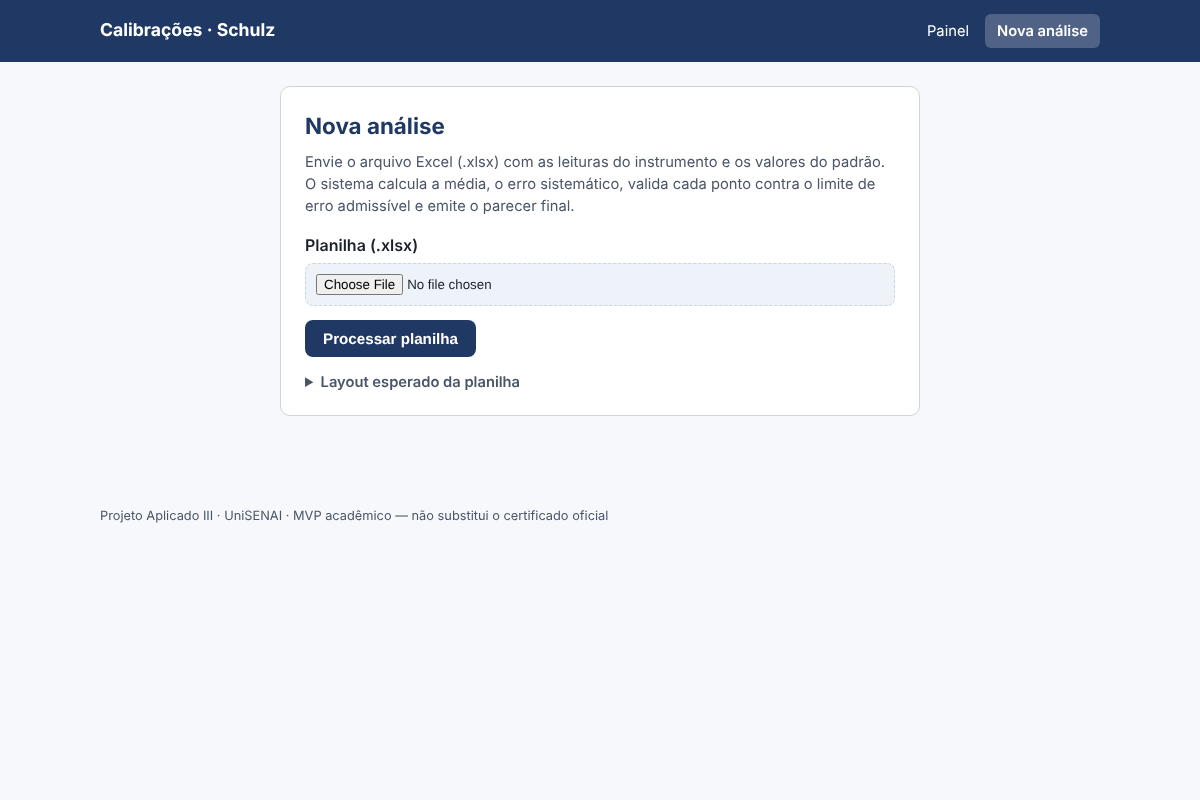 Calibrações · Schulz
Painel
Nova análise
Nova análise
Envie o arquivo Excel (.xlsx) com as leituras do instrumento e os valores do padrão.
O sistema calcula a média, o erro sistemático, valida cada ponto contra o limite de
erro admissível e emite o parecer final.
Planilha (.xlsx)
Choose File No file chosen
Processar planilha
Layout esperado da planilha
Projeto Aplicado III · UniSENAI · MVP acadêmico — não substitui o certificado oficial